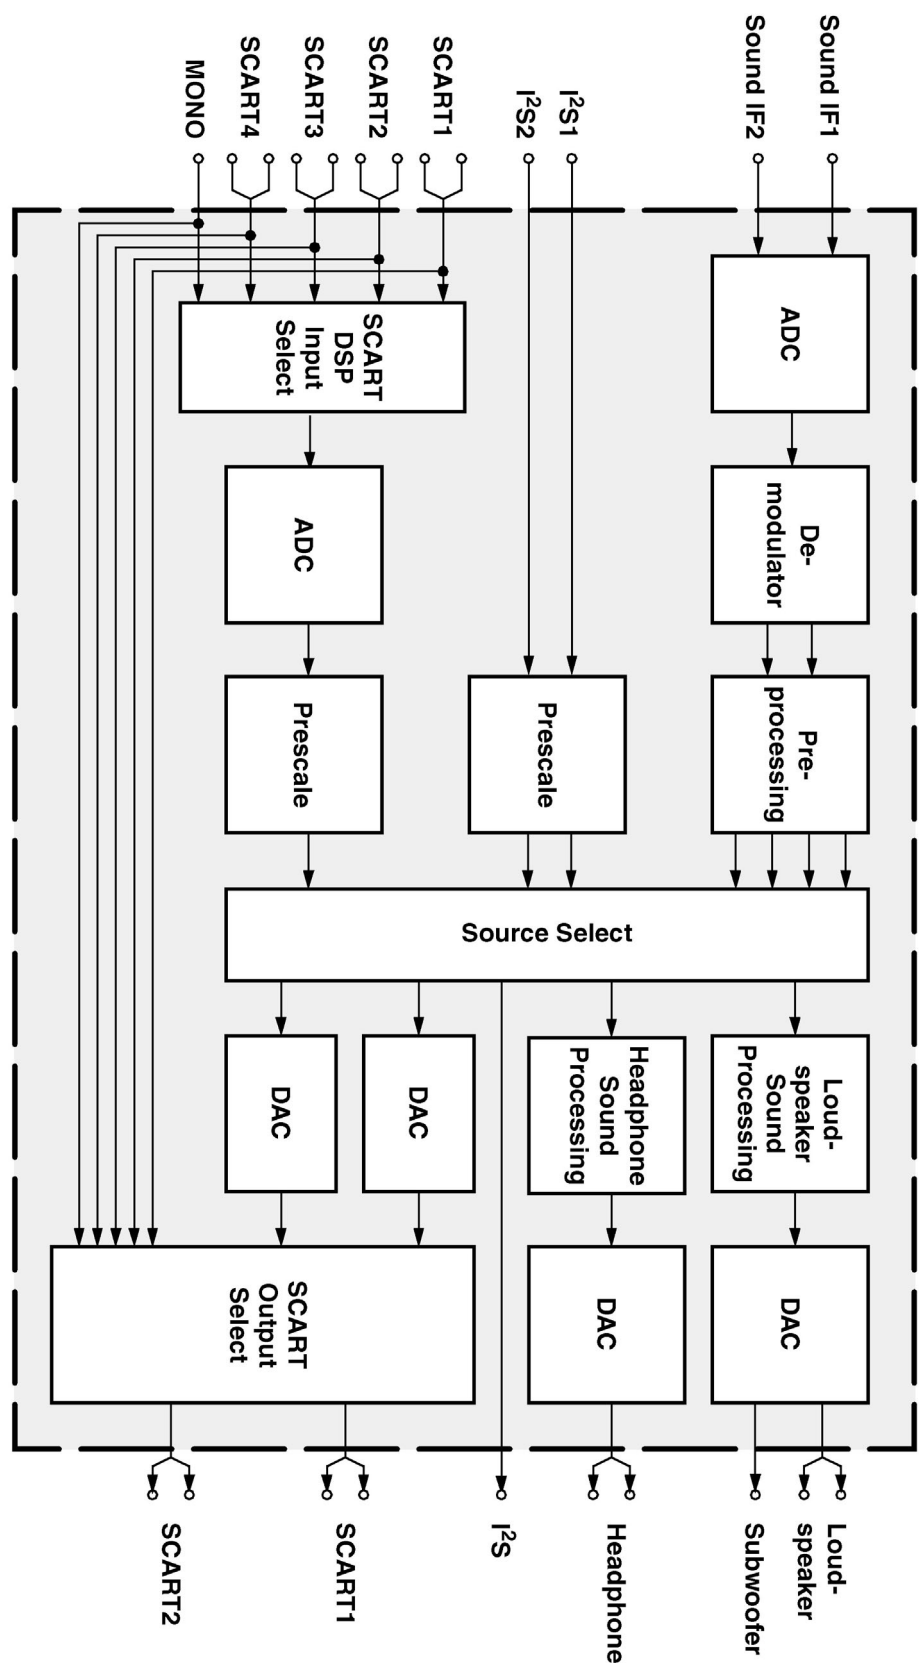 Sound IF1
Sound IF2
ADC
De-
modulator
Pre-
processing
Loud-
speaker
Sound
Processing
DAC
Loud-
speaker
Subwoofer
I²S1
I²S2
Prescale
Source Select
Headphone
Sound
Processing
DAC
Headphone
I²S
SCART1
SCART2
SCART3
SCART4
MONO
SCART
DSP
Input
Select
ADC
Prescale
DAC
DAC
SCART
Output
Select
SCART1
SCART2